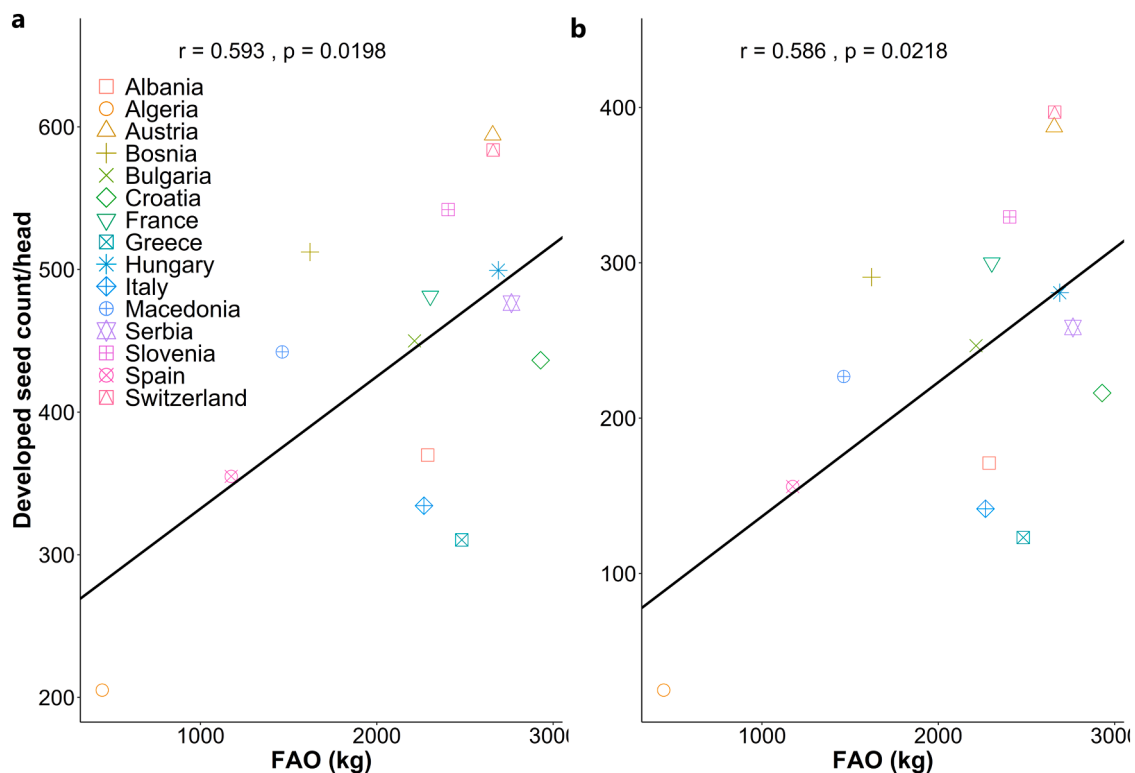 a
r = 0.593 , p = 0.0198
Albania
Algeria
Austria
Bosnia
Bulgaria
Croatia
France
Greece
Hungary
Italy
Macedonia
Serbia
Slovenia
Spain
Switzerland
600
500
400
300
200
1000
2000
3000
Developed seed count/head
FAO (kg)
b
r = 0.586 , p = 0.0218
400
300
200
100
1000
2000
3000
FAO (kg)